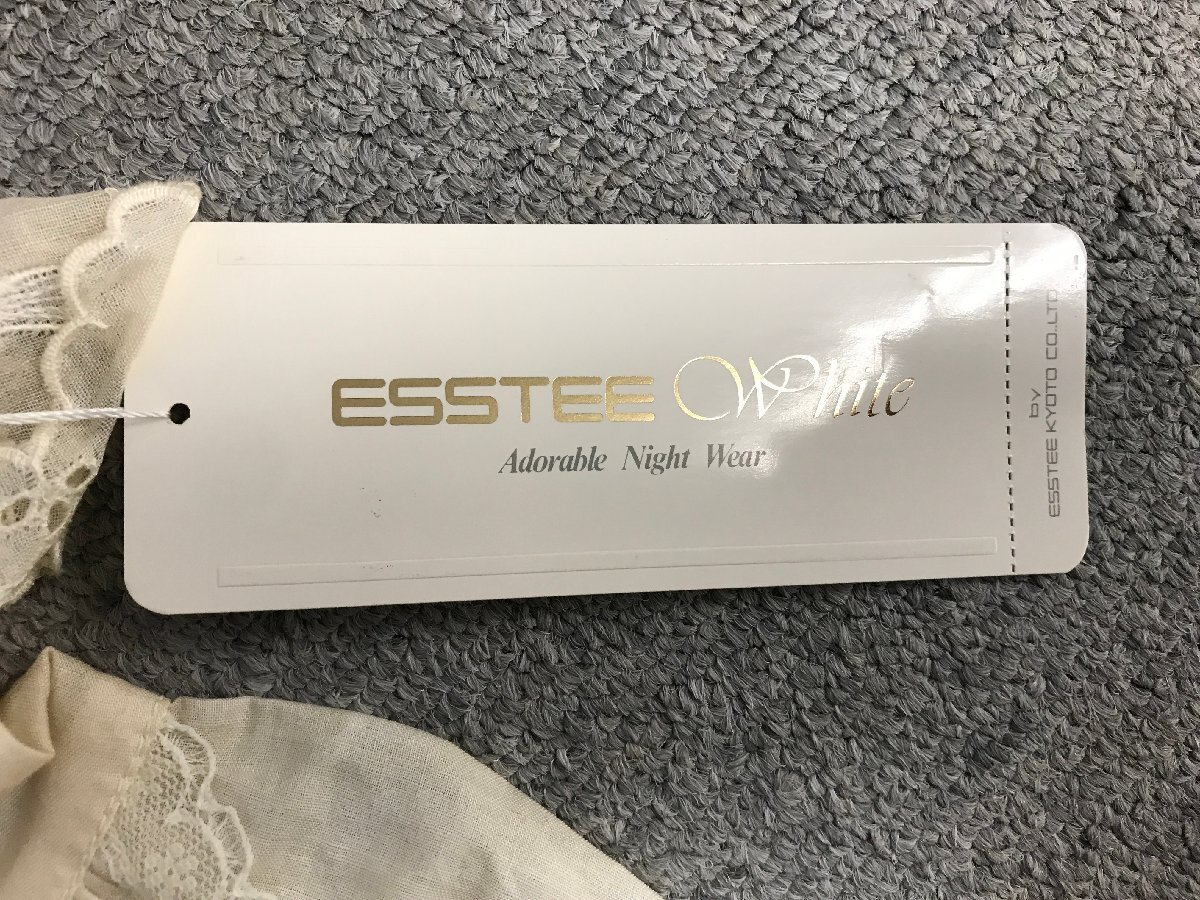 ESSTEE White
Adorable Night Wear
by
ESSTEE KYOTO CO.LTD